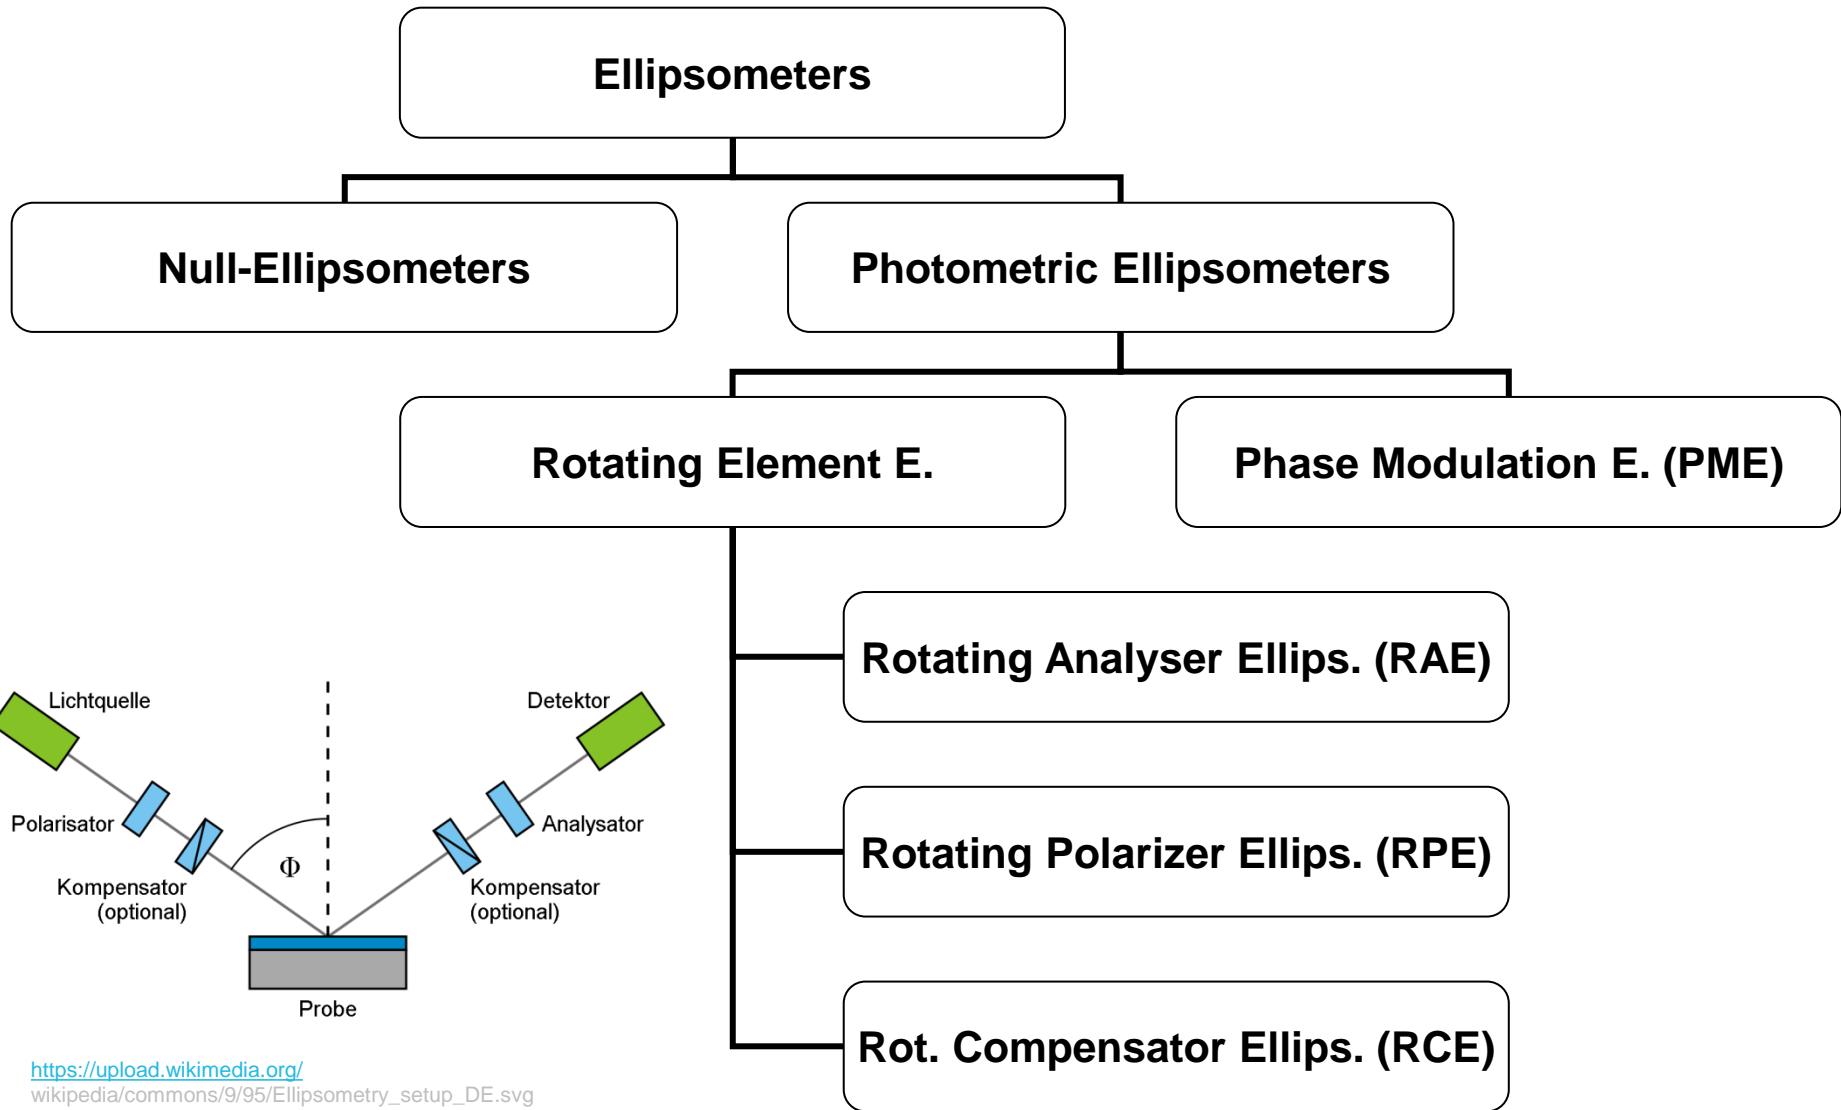 Ellipsometers
Null-Ellipsometers
Photometric Ellipsometers
Rotating Element E.
Phase Modulation E. (PME)
Rotating Analyser Ellips. (RAE)
Rotating Polarizer Ellips. (RPE)
Rot. Compensator Ellips. (RCE)
Lichtquelle
Detektor
Polarisator
Analysator
Φ
Kompensator
(optional)
Kompensator
(optional)
Probe
https://upload.wikimedia.org/
wikipedia/commons/9/95/Ellipsometry_setup_DE.svg